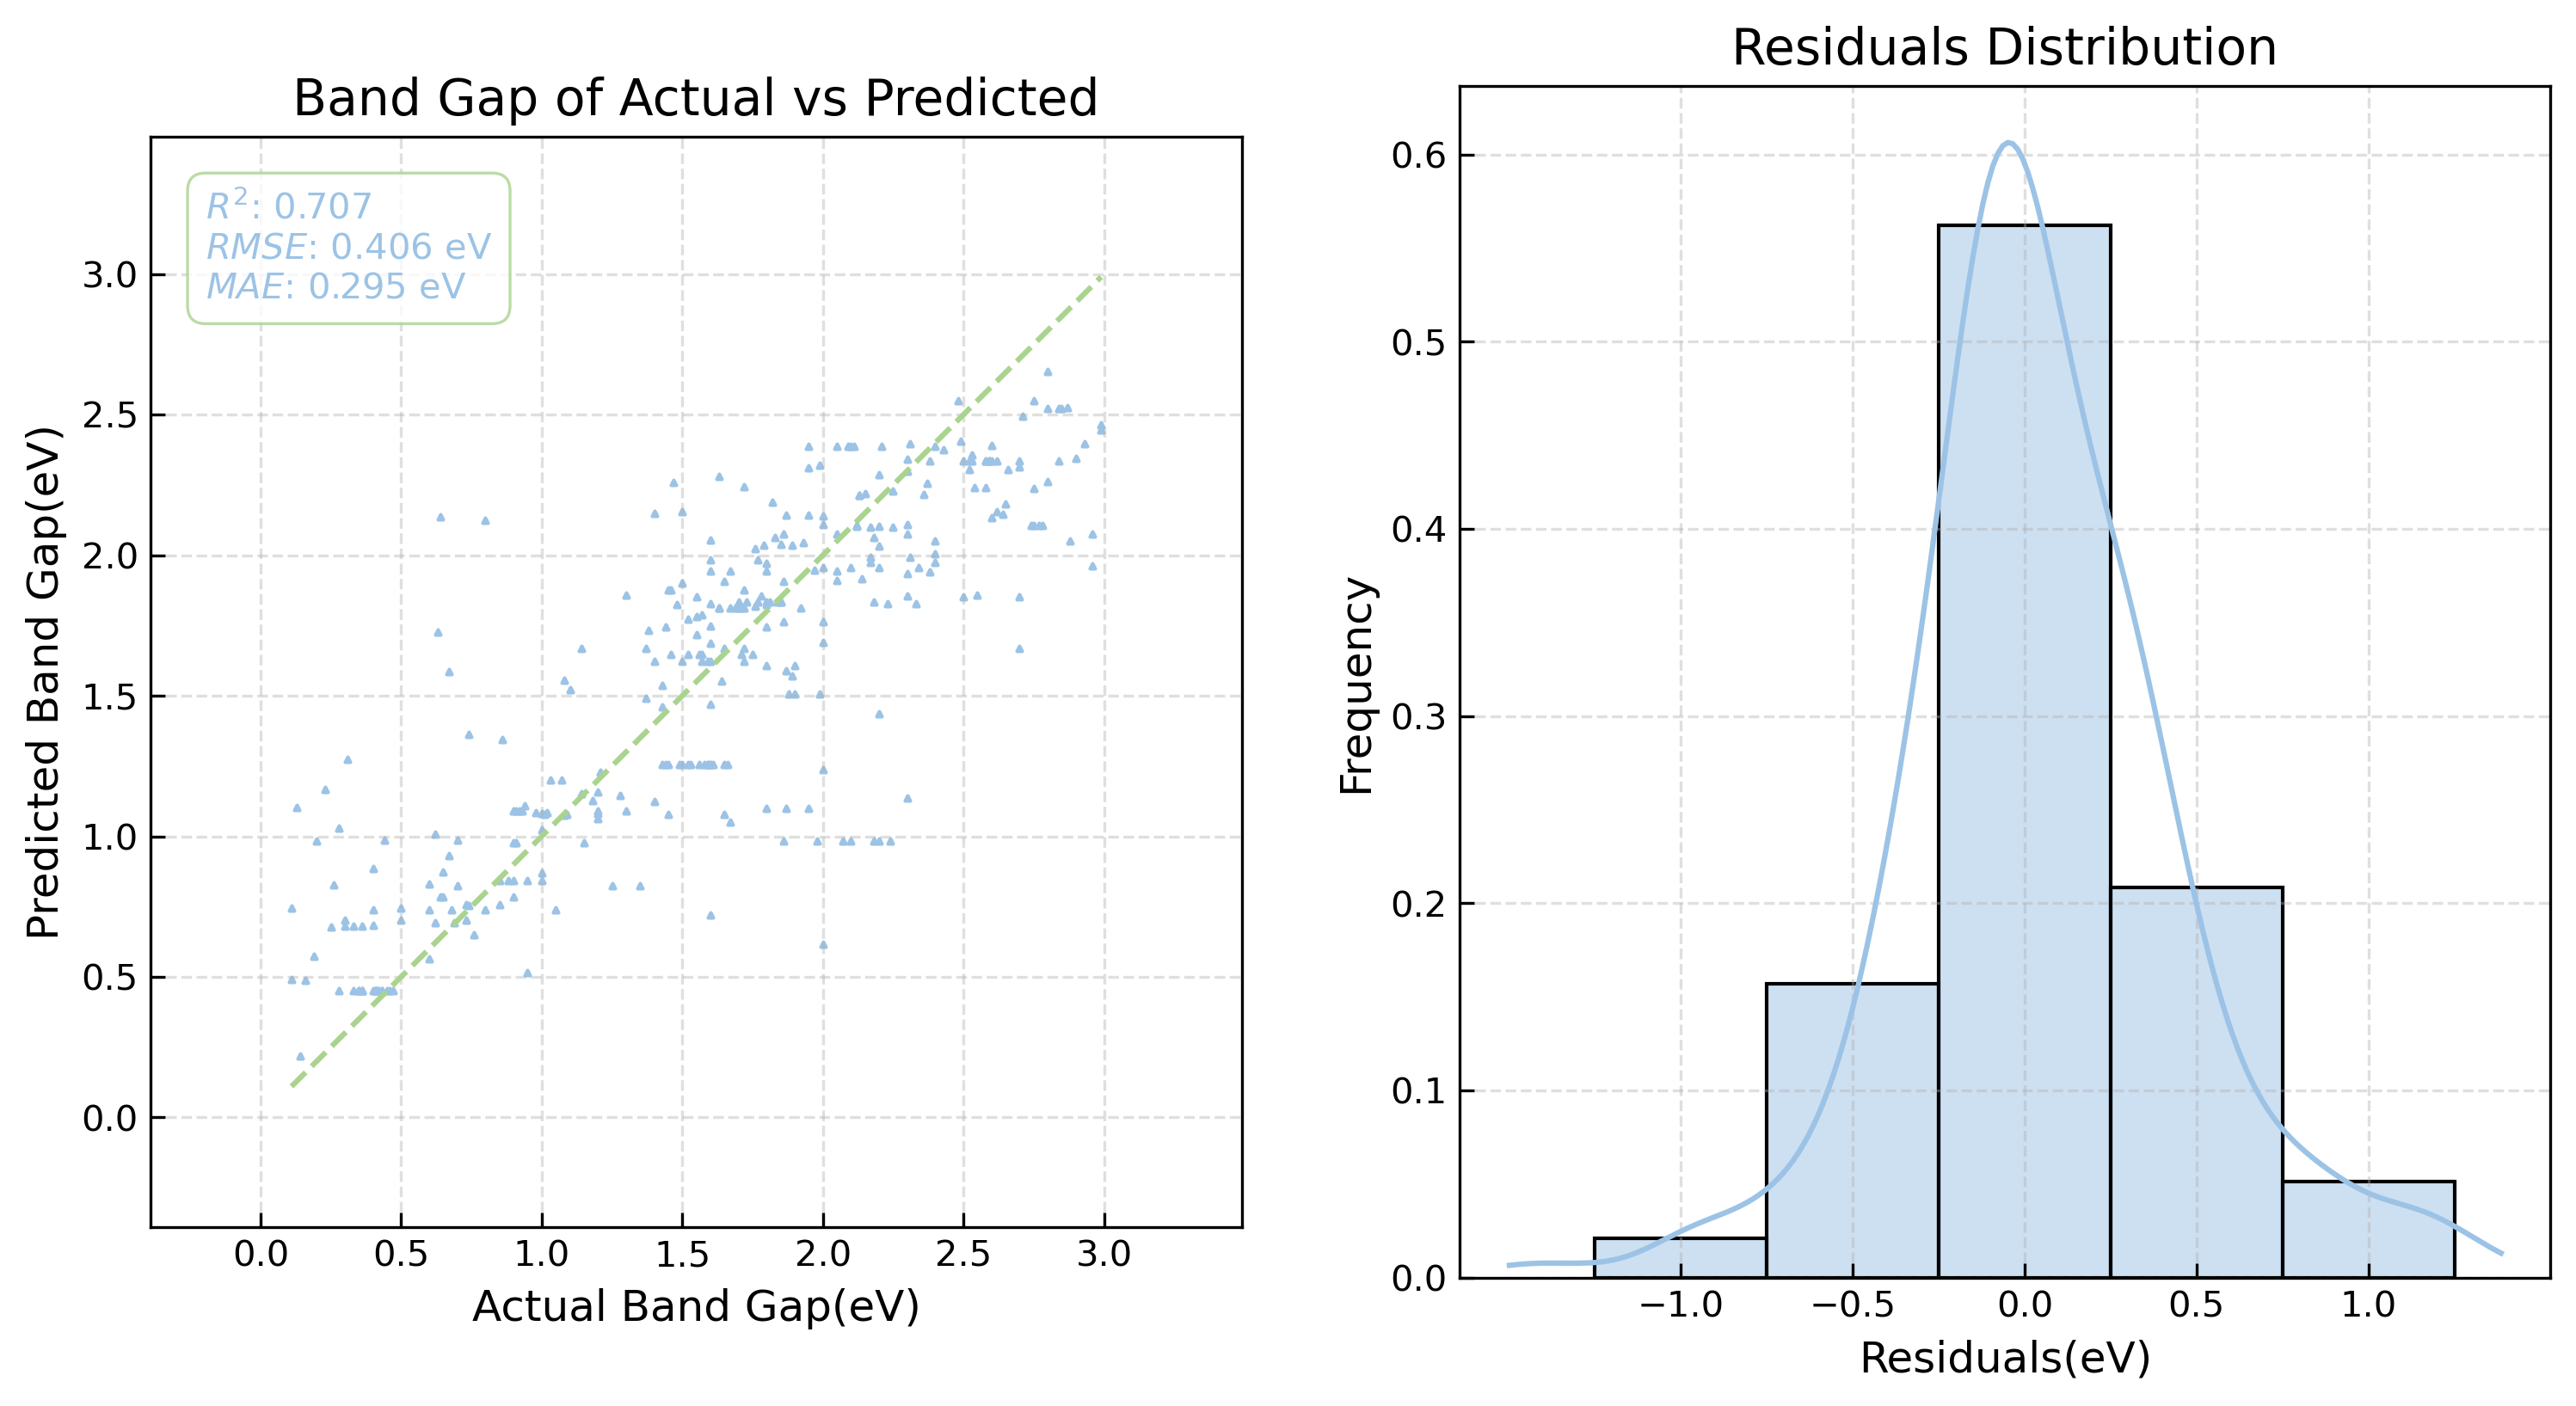 Band Gap of Actual vs Predicted
R²: 0.707
RMSE: 0.406 eV
MAE: 0.295 eV
3.0
2.5
2.0
1.5
1.0
0.5
0.0
Predicted Band Gap(eV)
0.0 0.5 1.0 1.5 2.0 2.5 3.0
Actual Band Gap(eV)
Residuals Distribution
0.6
0.5
0.4
0.3
0.2
0.1
0.0
Frequency
−1.0 −0.5 0.0 0.5 1.0
Residuals(eV)